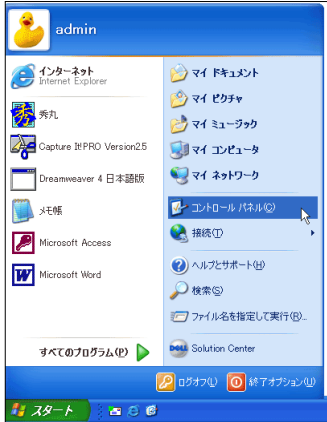 admin
インターネット
Internet Explorer
秀丸
Capture It!PRO Version2.5
Dreamweaver 4 日本語版
メモ帳
Microsoft Access
Microsoft Word
すべてのプログラム(P)
マイ ドキュメント
マイ ピクチャ
マイ ミュージック
マイ コンピュータ
マイ ネットワーク
コントロール パネル(C)
接続(T)
ヘルプとサポート(H)
検索(S)
ファイル名を指定して実行(R)...
Solution Center
ログオフ(L)
終了オプション(U)
スタート